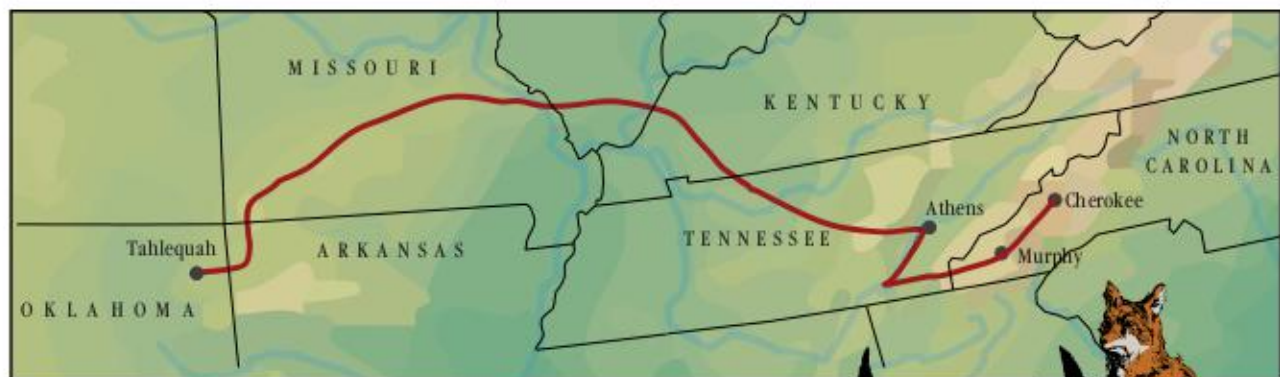 MISSOURI
KENTUCKY
NORTH
CAROLINA
Athens
Cherokee
Tahlequah
ARKANSAS
TENNESSEE
Murphy
OKLAHOMA